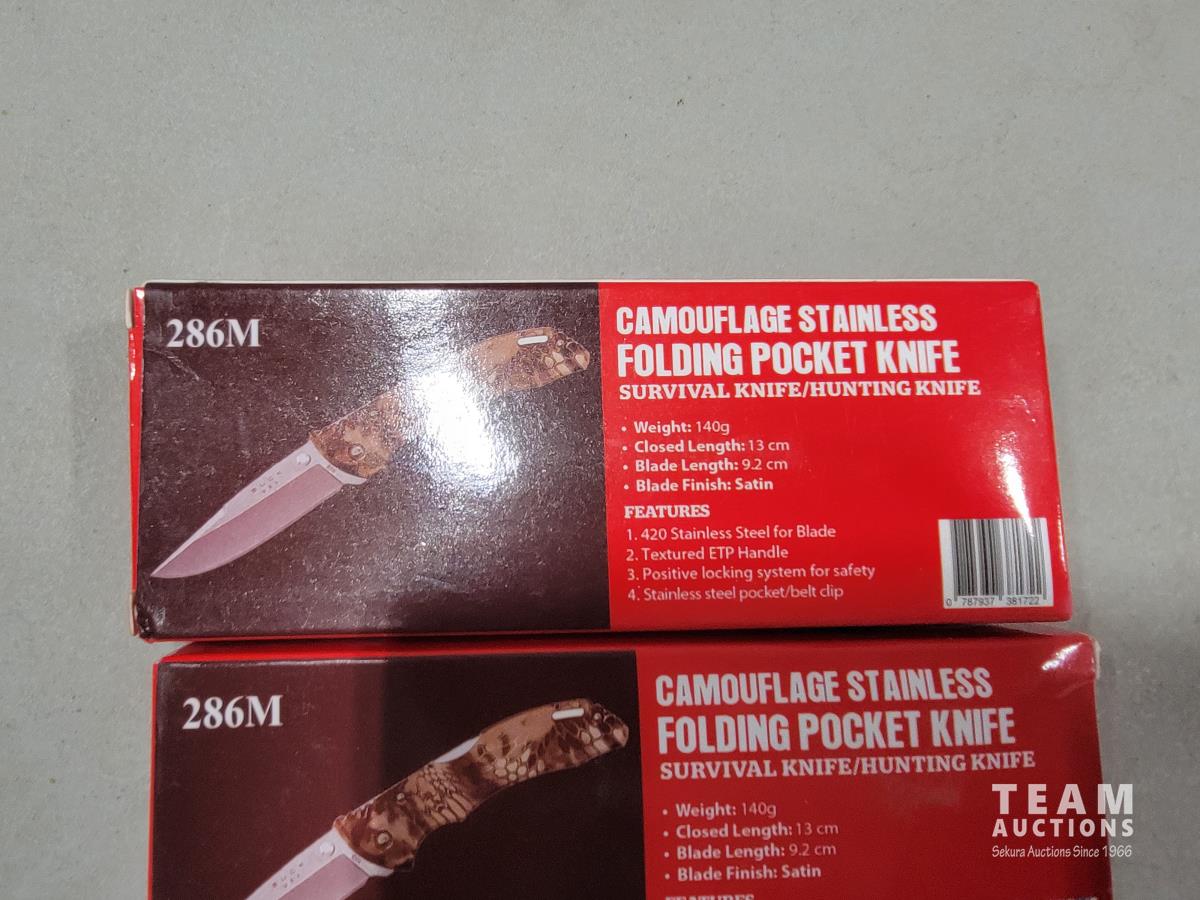 286M
CAMOUFLAGE STAINLESS
FOLDING POCKET KNIFE
SURVIVAL KNIFE/HUNTING KNIFE
• Weight: 140g
• Closed Length: 13 cm
• Blade Length: 9.2 cm
• Blade Finish: Satin
FEATURES
1. 420 Stainless Steel for Blade
2. Textured ETP Handle
3. Positive locking system for safety
4. Stainless steel pocket/belt clip
0 787937 381722
286M
CAMOUFLAGE STAINLESS
FOLDING POCKET KNIFE
SURVIVAL KNIFE/HUNTING KNIFE
• Weight: 140g
• Closed Length: 13 cm
• Blade Length: 9.2 cm
• Blade Finish: Satin
FEATURES
TEAM
AUCTIONS
Sekura Auctions Since 1966